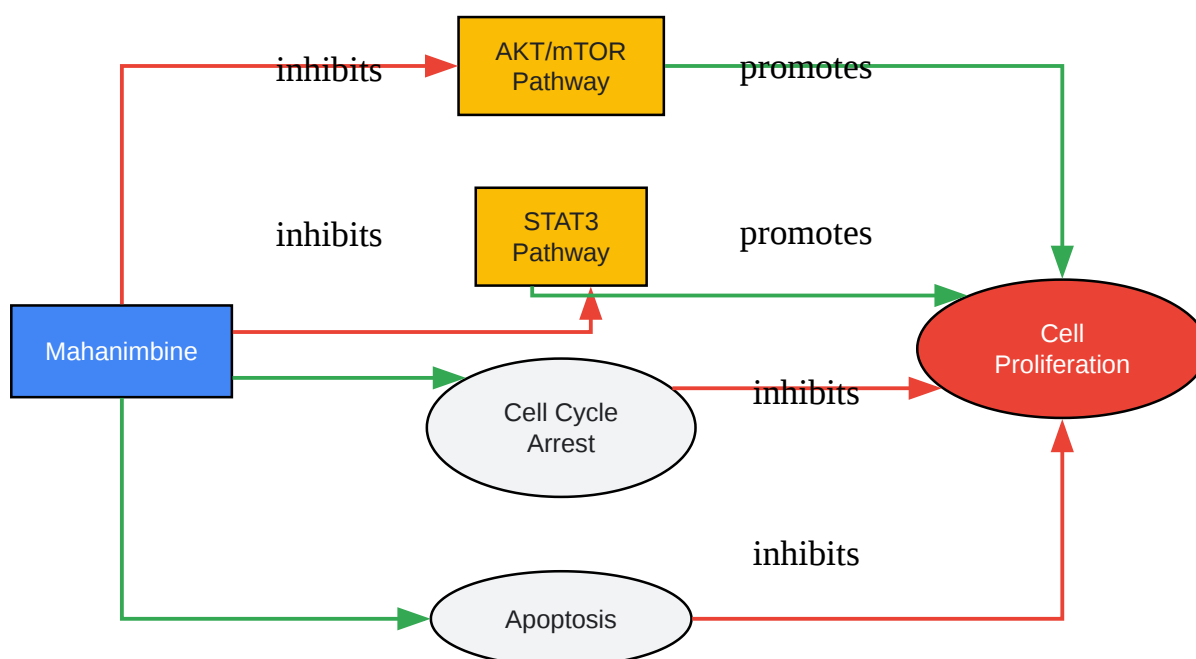 AKT/mTOR
Pathway
inhibits
promotes
STAT3
Pathway
inhibits
promotes
Mahanimbine
Cell
Proliferation
Cell Cycle
Arrest
inhibits
inhibits
Apoptosis